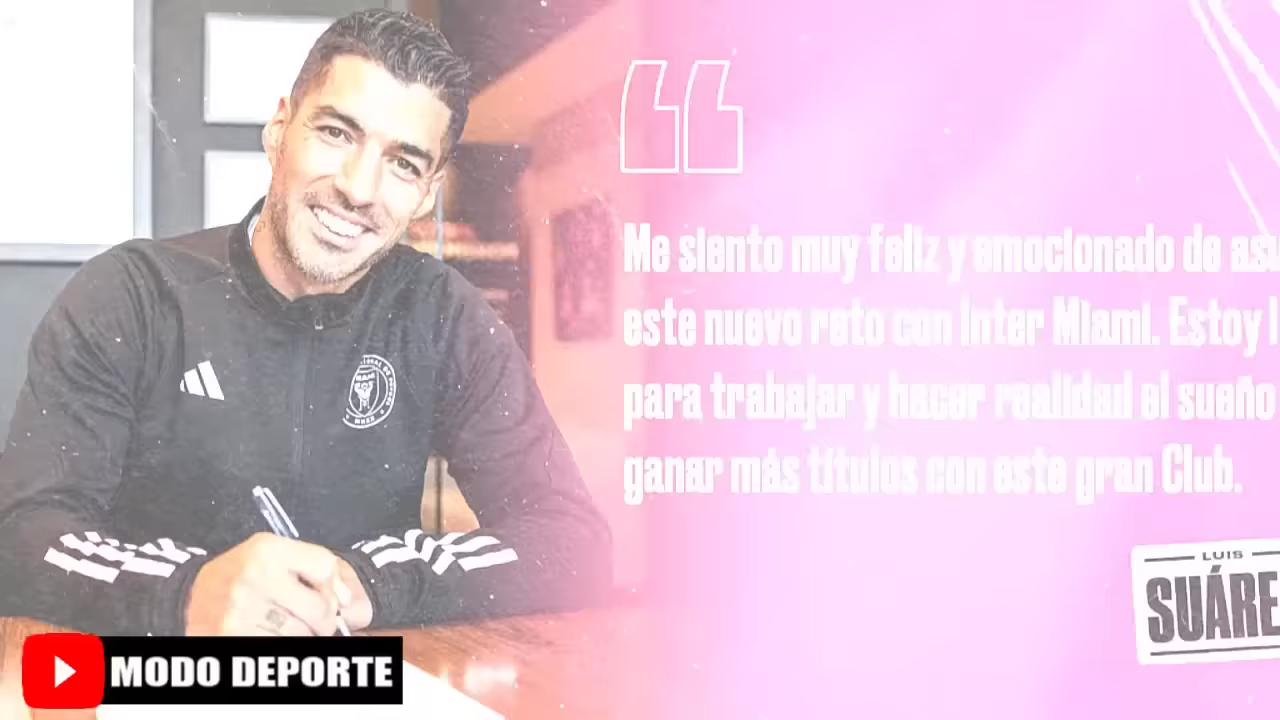 Me siento muy feliz y emocionado de
este nuevo reto con Inter Miami. Estoy
para trabajar y hacer realidad el sueño
ganar más títulos con este gran Club.
LUIS
SUÁRE
MODO DEPORTE